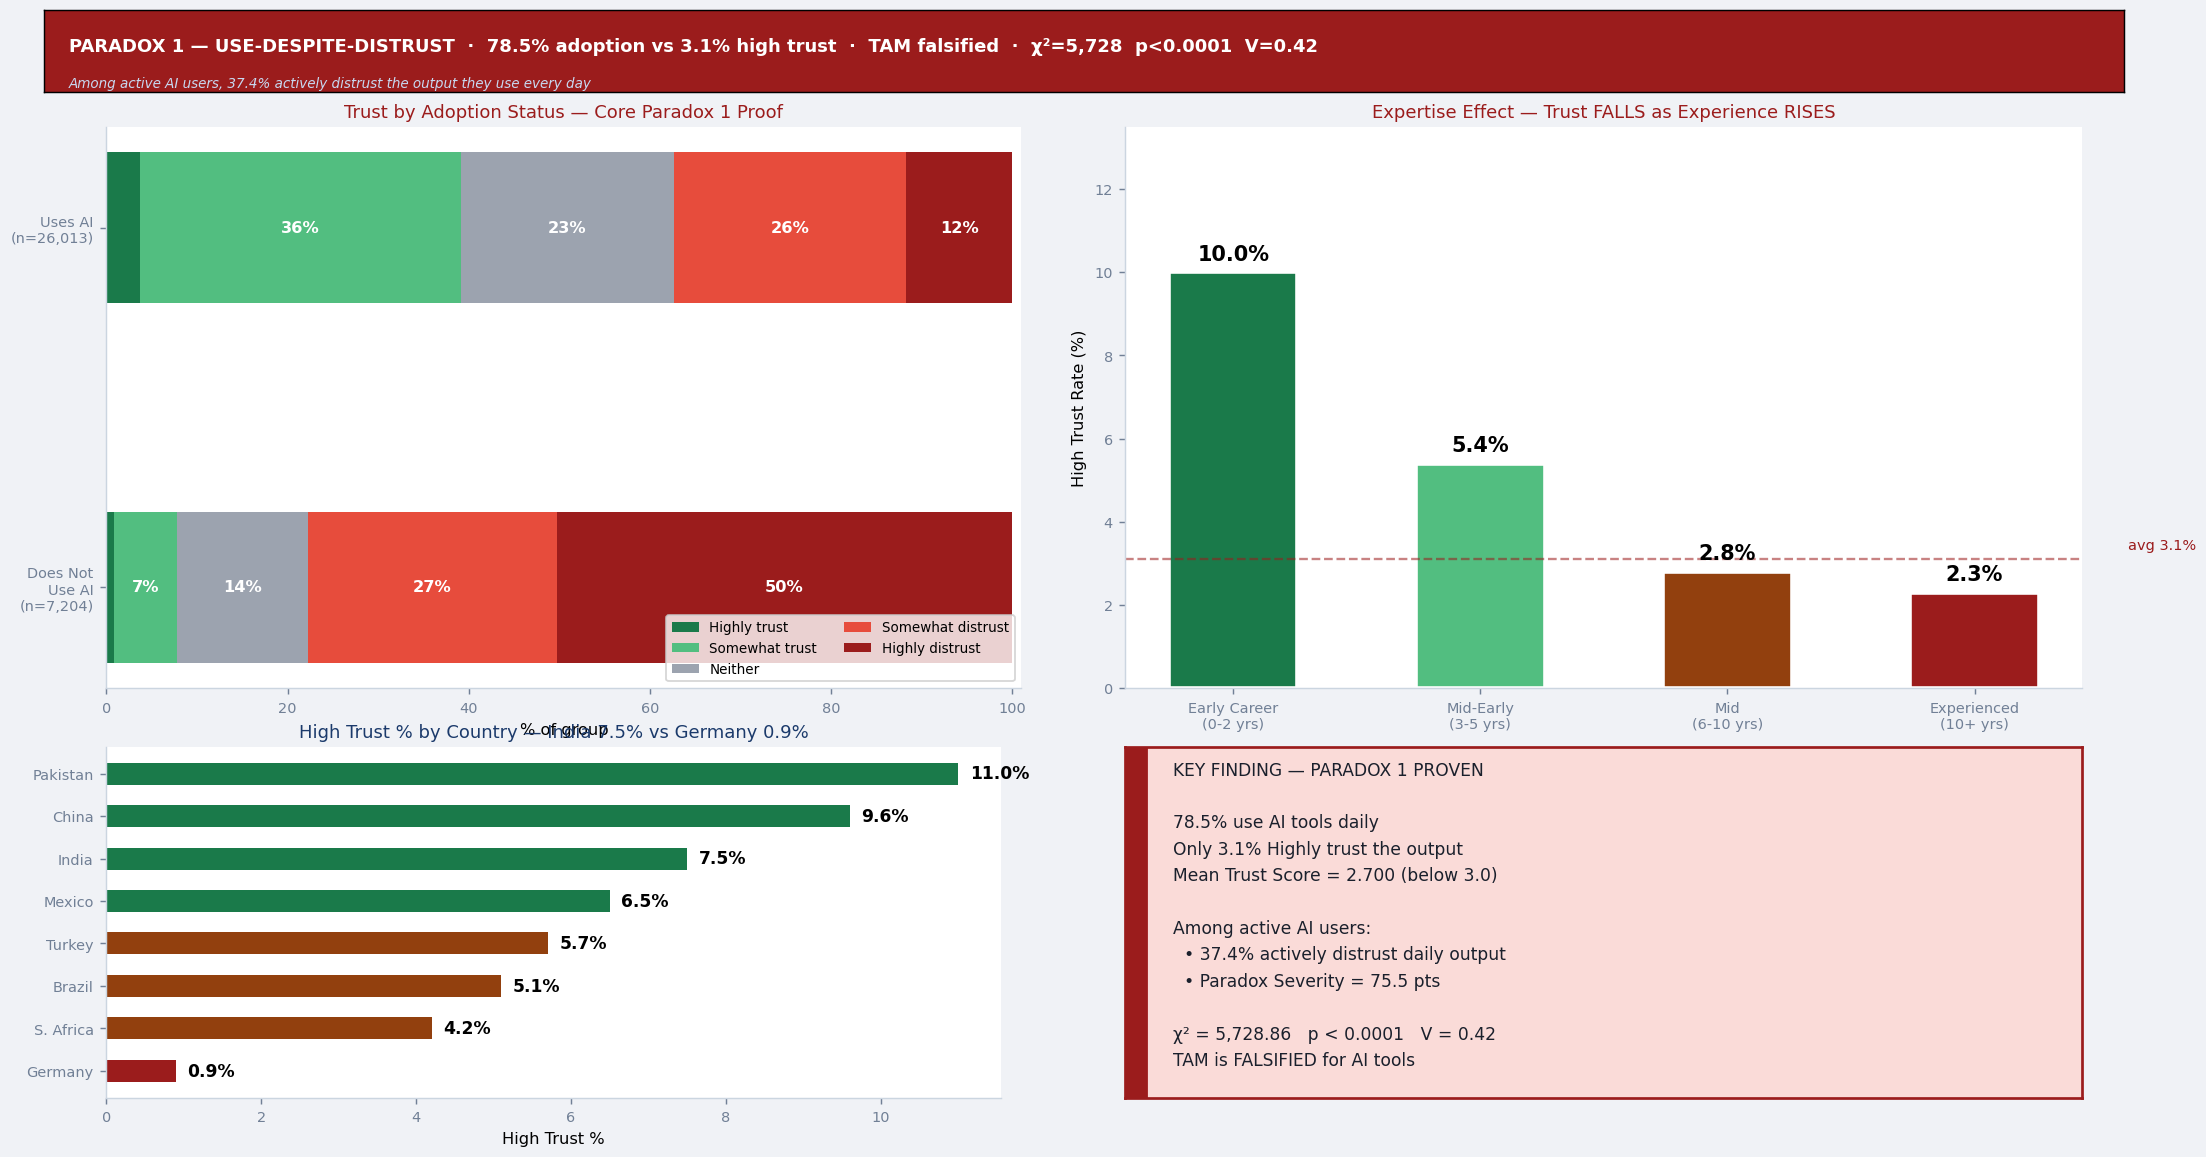 PARADOX 1 — USE-DESPITE-DISTRUST · 78.5% adoption vs 3.1% high trust · TAM falsified · χ²=5,728 p<0.0001 V=0.42
Among active AI users, 37.4% actively distrust the output they use every day
Trust by Adoption Status — Core Paradox 1 Proof
Uses AI
(n=26,013)
36%
23%
26%
12%
Does Not
Use AI
(n=7,204)
7%
14%
27%
50%
Highly trust
Somewhat trust
Neither
Somewhat distrust
Highly distrust
0
20
40
60
80
100
% of group
Expertise Effect — Trust FALLS as Experience RISES
High Trust Rate (%)
12
10
8
6
4
2
0
10.0%
5.4%
2.8%
2.3%
avg 3.1%
Early Career
(0-2 yrs)
Mid-Early
(3-5 yrs)
Mid
(6-10 yrs)
Experienced
(10+ yrs)
High Trust % by Country — India 7.5% vs Germany 0.9%
Pakistan
11.0%
China
9.6%
India
7.5%
Mexico
6.5%
Turkey
5.7%
Brazil
5.1%
S. Africa
4.2%
Germany
0.9%
0
2
4
6
8
10
High Trust %
KEY FINDING — PARADOX 1 PROVEN
78.5% use AI tools daily
Only 3.1% Highly trust the output
Mean Trust Score = 2.700 (below 3.0)
Among active AI users:
• 37.4% actively distrust daily output
• Paradox Severity = 75.5 pts
χ² = 5,728.86 p < 0.0001 V = 0.42
TAM is FALSIFIED for AI tools